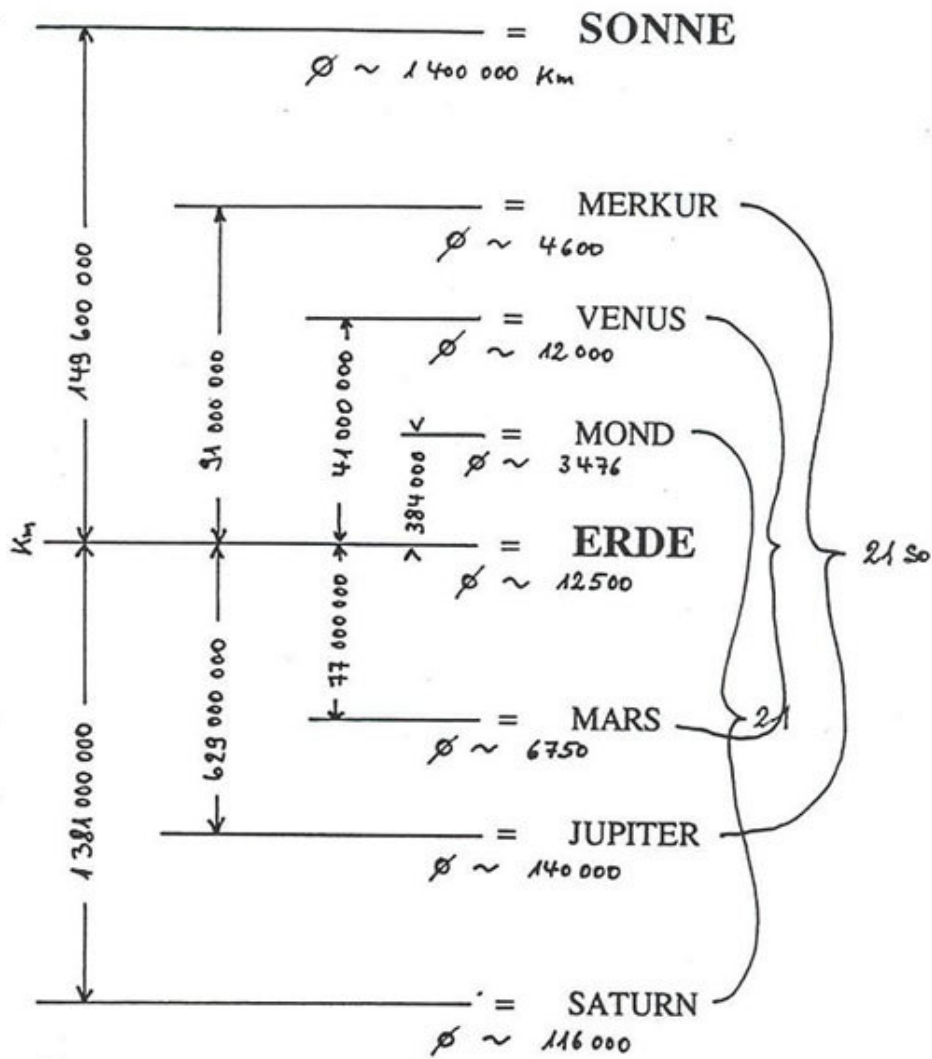 = SONNE
Ø ~ 1 400 000 Km
149 600 000
= MERKUR
Ø ~ 4600
91 000 000
= VENUS
Ø ~ 12 000
41 000 000
= MOND
Ø ~ 3476
384 000
Km
= ERDE
Ø ~ 12500
21 So
77 000 000
= MARS
21
Ø ~ 6750
629 000 000
= JUPITER
Ø ~ 140 000
1 381 000 000
= SATURN
Ø ~ 116 000